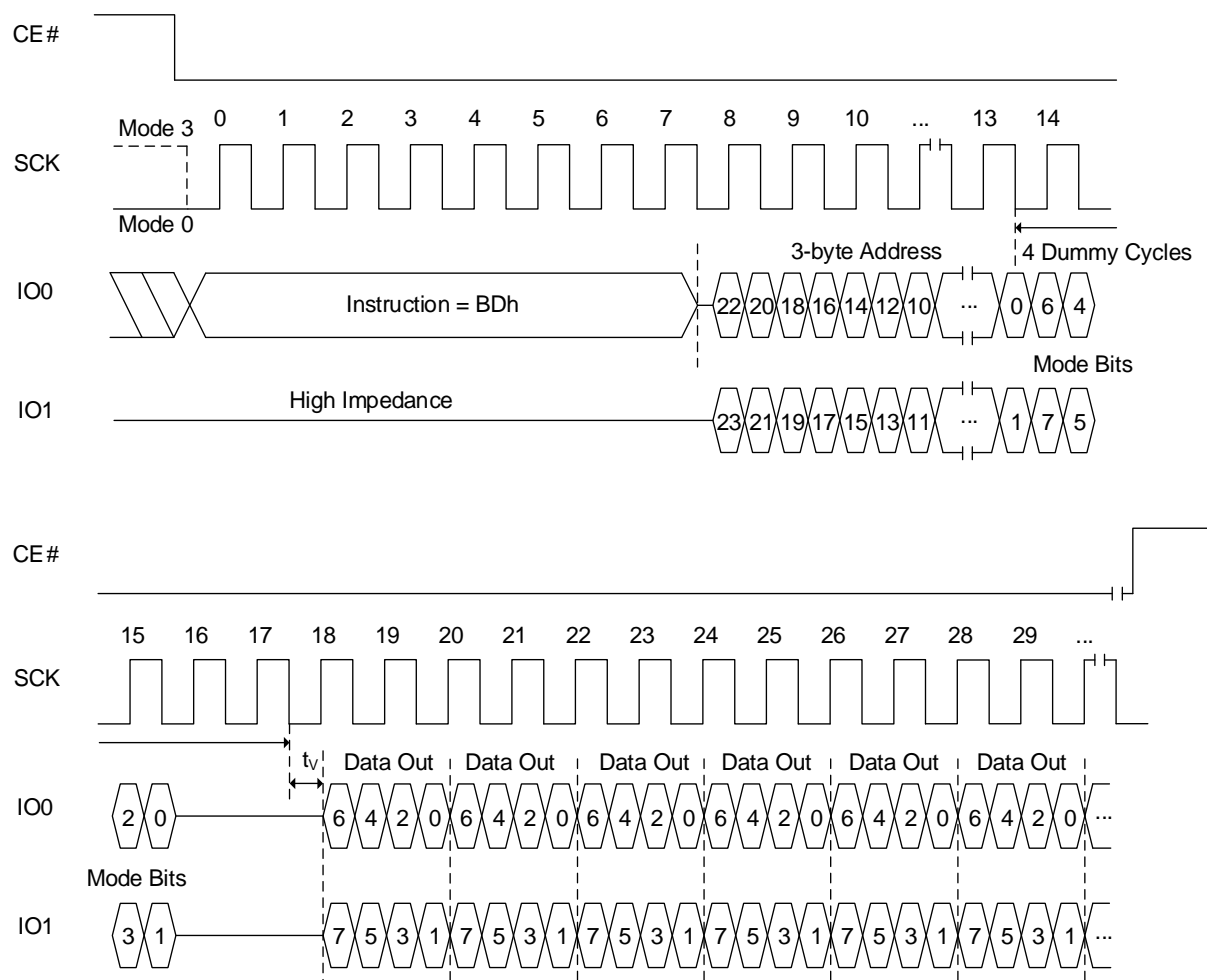 CE#
Mode 3
0 1 2 3 4 5 6 7 8 9 10 ... 13 14
SCK
Mode 0
3-byte Address
4 Dummy Cycles
IO0
Instruction = BDh
22 20 18 16 14 12 10 ... 0 6 4
Mode Bits
IO1
High Impedance
23 21 19 17 15 13 11 ... 1 7 5
CE#
15 16 17 18 19 20 21 22 23 24 25 26 27 28 29 ...
SCK
tV
Data Out Data Out Data Out Data Out Data Out Data Out
IO0
2 0 6 4 2 0 6 4 2 0 6 4 2 0 6 4 2 0 6 4 2 0 6 4 2 0 ...
Mode Bits
IO1
3 1 7 5 3 1 7 5 3 1 7 5 3 1 7 5 3 1 7 5 3 1 7 5 3 1 ...